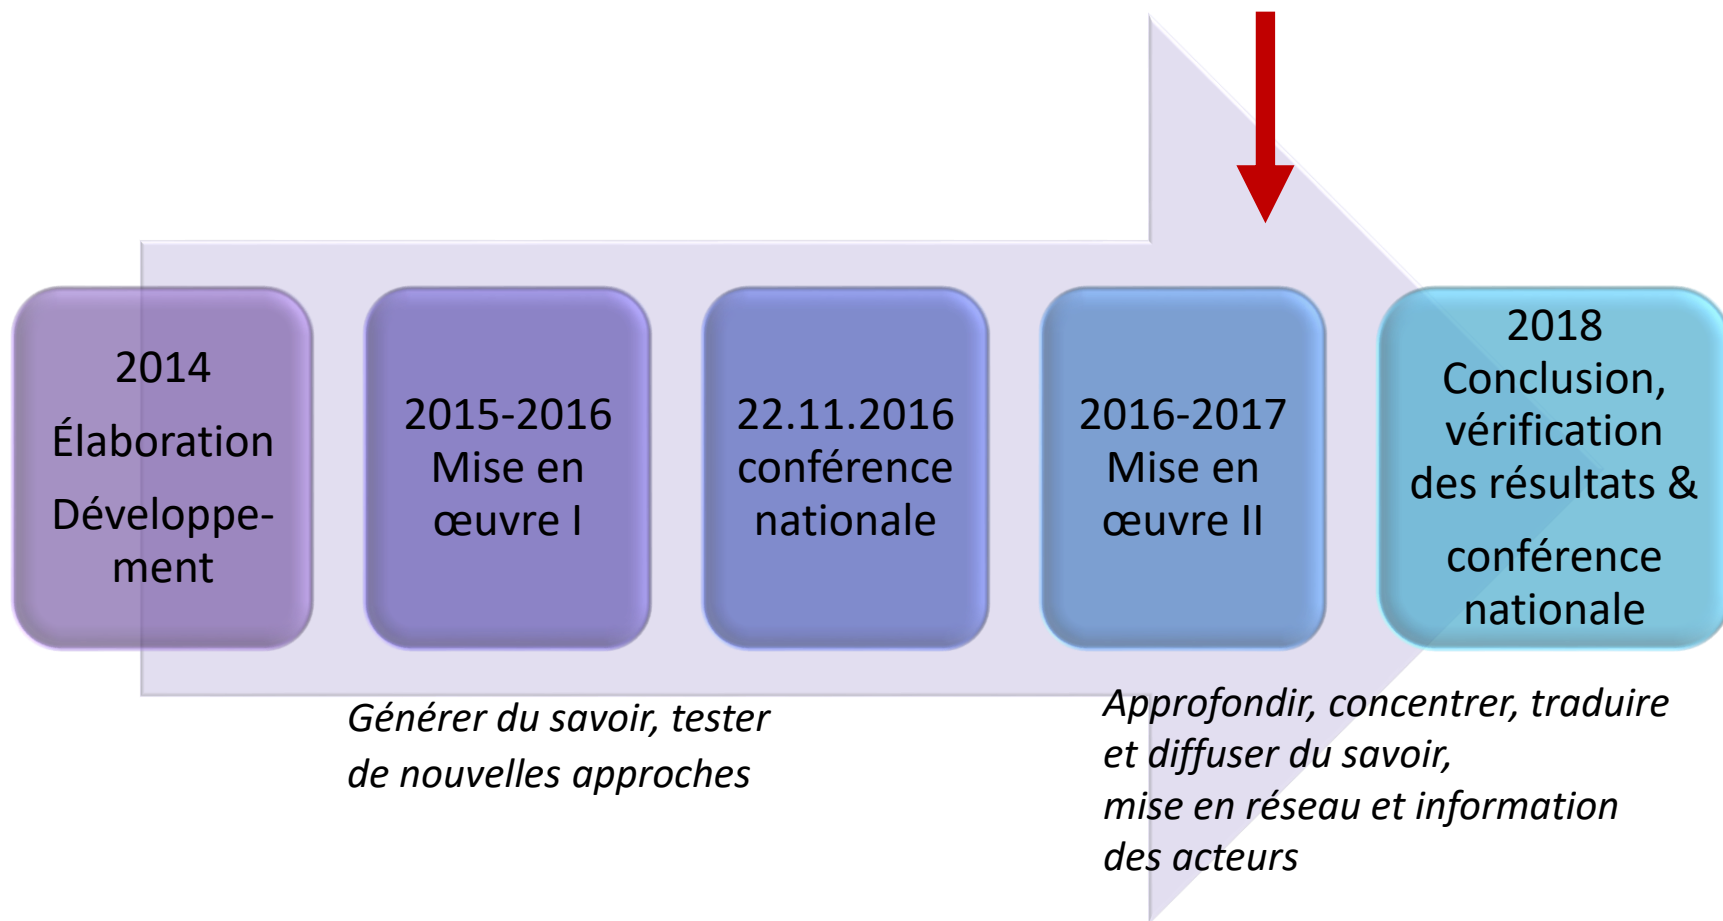 2014
Élaboration
Développe-
ment
2015-2016
Mise en
œuvre I
22.11.2016
conférence
nationale
2016-2017
Mise en
œuvre II
2018
Conclusion,
vérification
des résultats &
conférence
nationale
Générer du savoir, tester
de nouvelles approches
Approfondir, concentrer, traduire
et diffuser du savoir,
mise en réseau et information
des acteurs